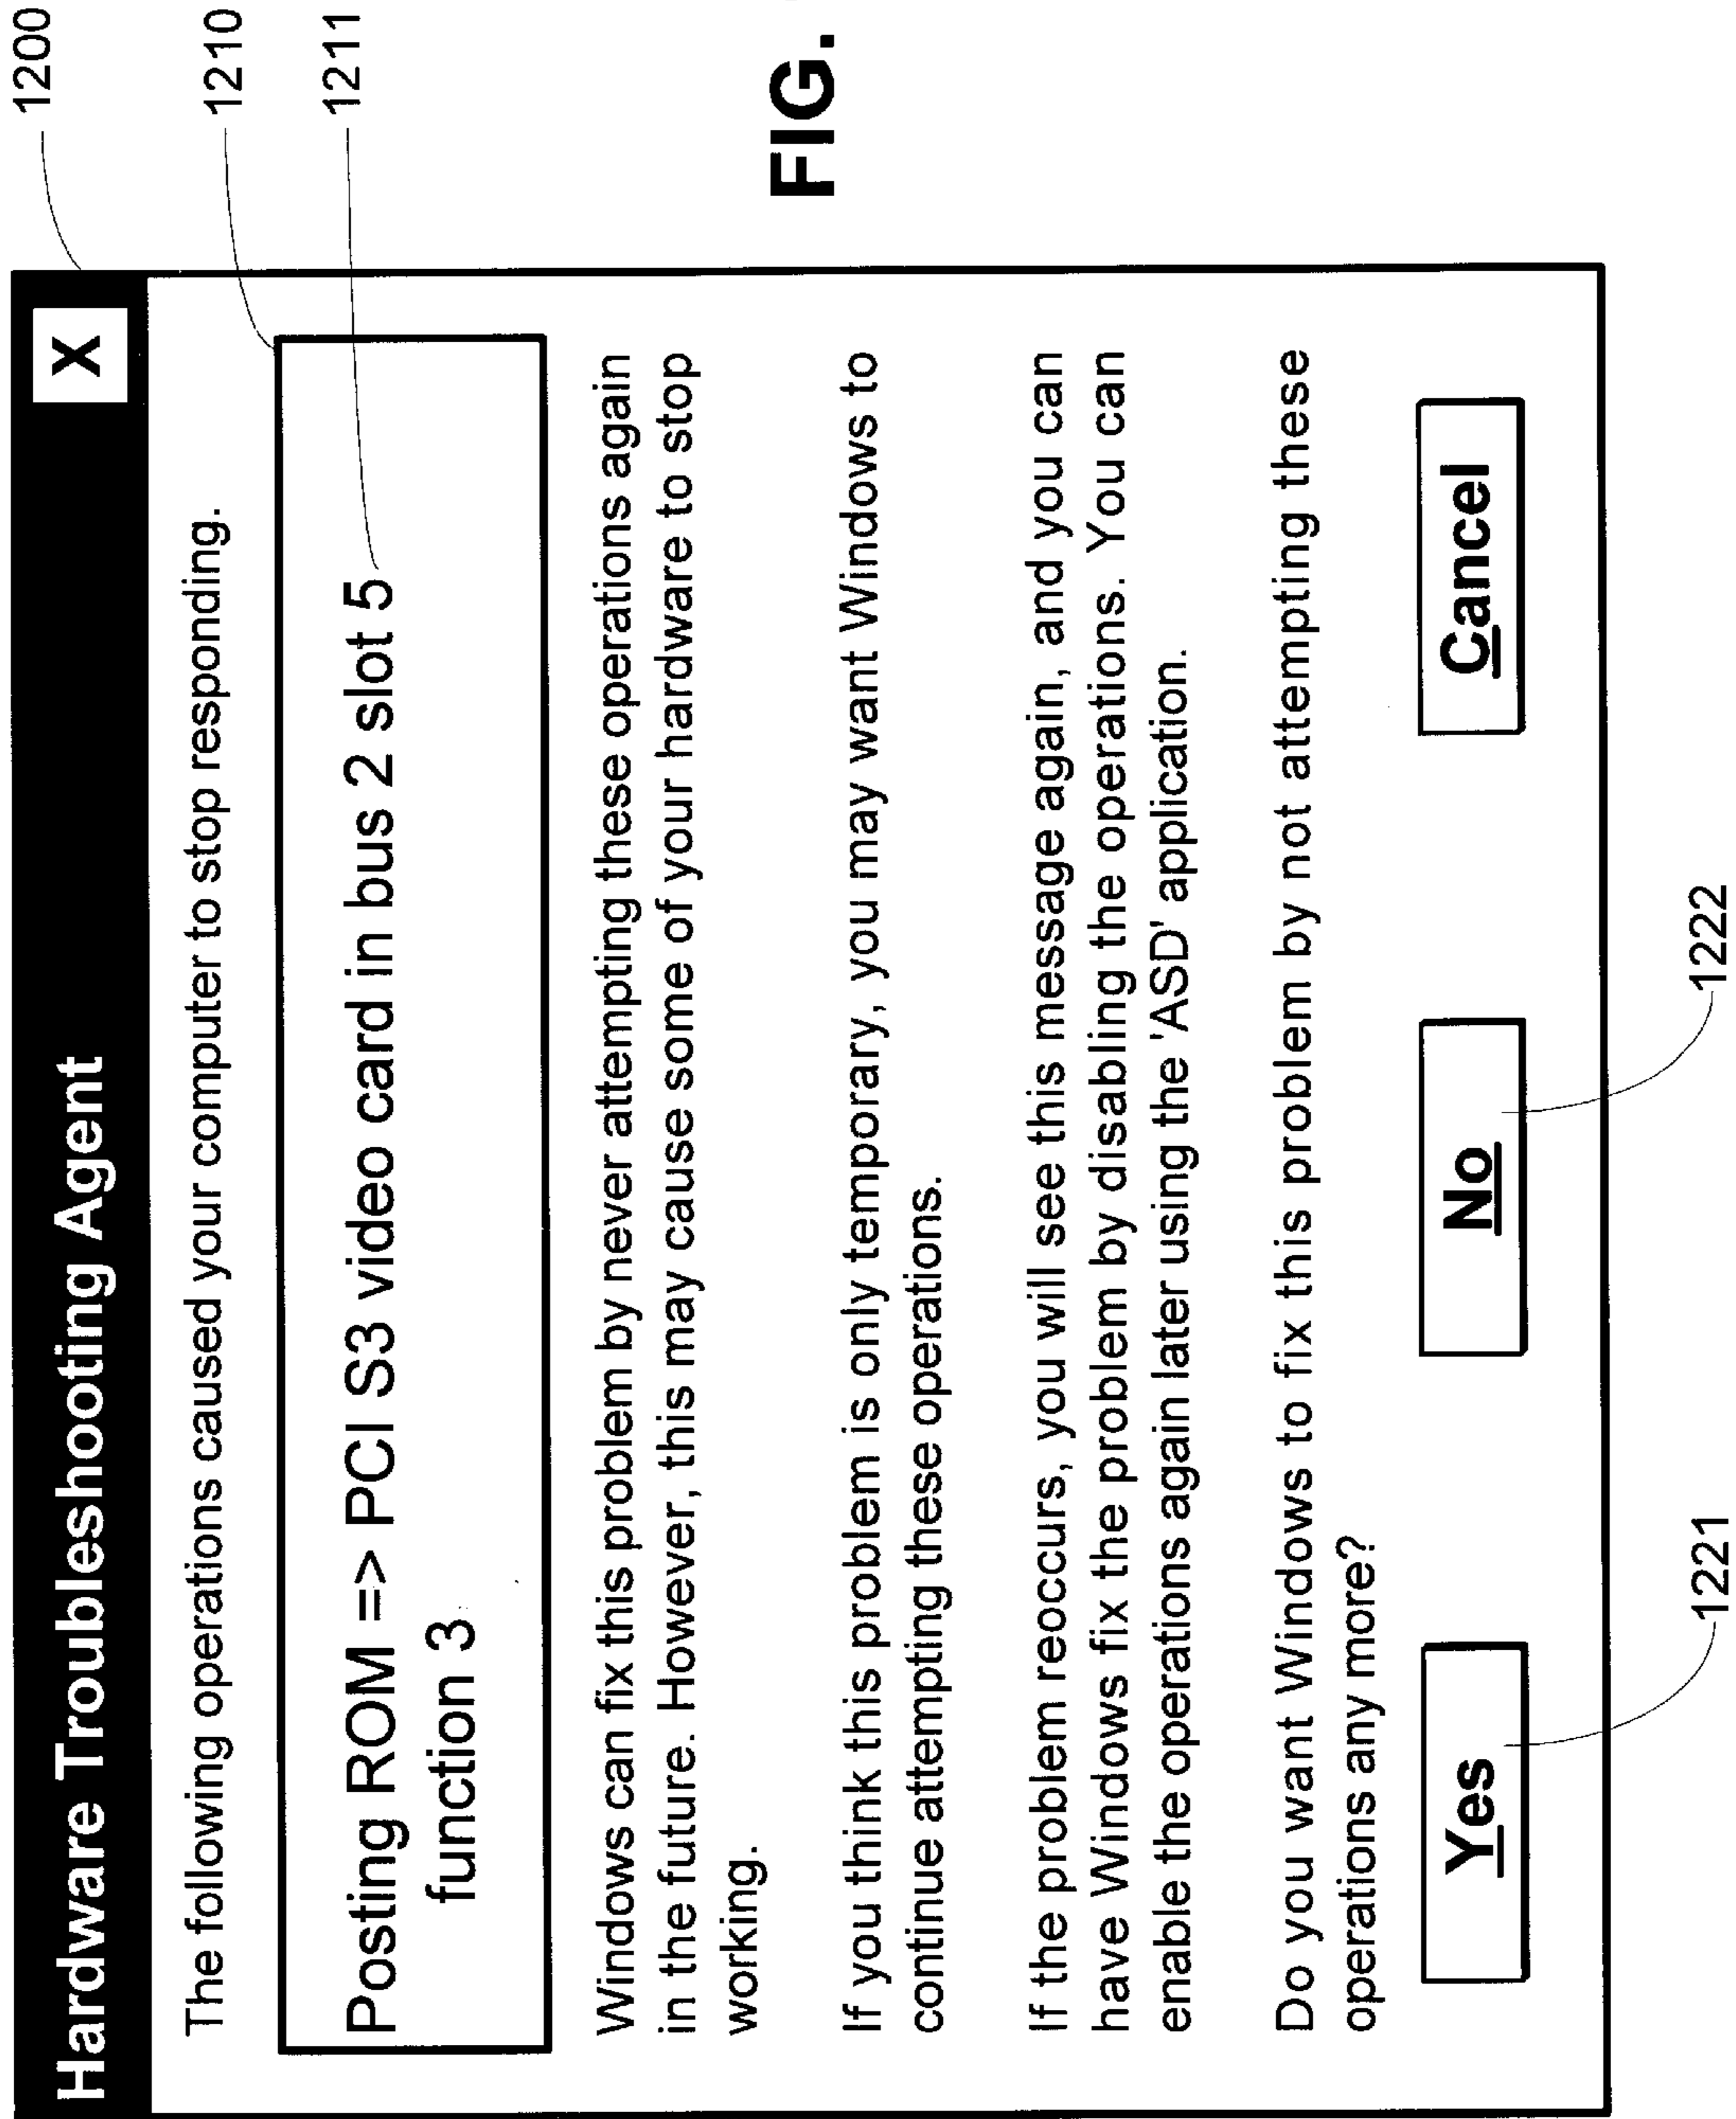 Hardware Troubleshooting Agent
X
1200
The following operations caused your computer to stop responding.
1210
Posting ROM => PCI S3 video card in bus 2 slot 5
function 3
1211
Windows can fix this problem by never attempting these operations again
in the future. However, this may cause some of your hardware to stop
working.
If you think this problem is only temporary, you may want Windows to
continue attempting these operations.
If the problem reoccurs, you will see this message again, and you can
have Windows fix the problem by disabling the operations. You can
enable the operations again later using the 'ASD' application.
Do you want Windows to fix this problem by not attempting these
operations any more?
Yes
No
Cancel
1221
1222
FIG.